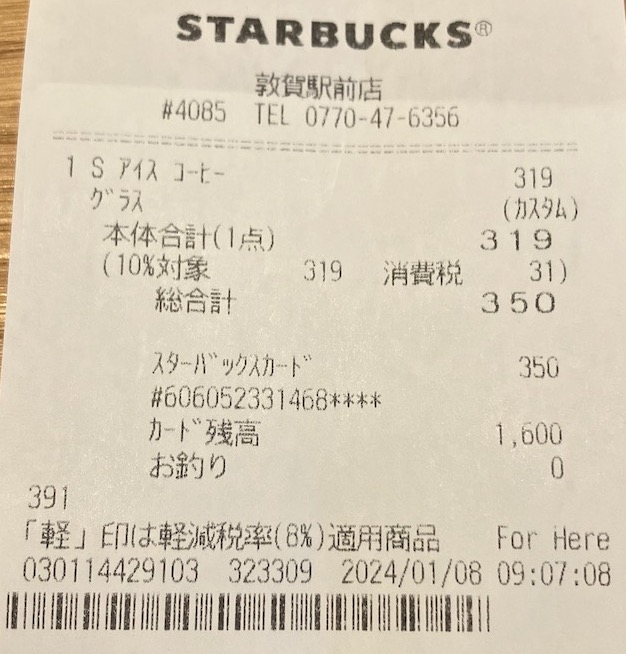 STARBUCKS®
敦賀駅前店
#4085 TEL 0770-47-6356
1 S アイス コーヒー 319
グラス (カスタム)
本体合計(1点) 319
(10%対象 319 消費税 31)
総合計 350
スターバックスカード 350
#606052331468****
カード残高 1,600
お釣り 0
391
「軽」印は軽減税率(8%)適用商品 For Here
030114429103 323309 2024/01/08 09:07:08